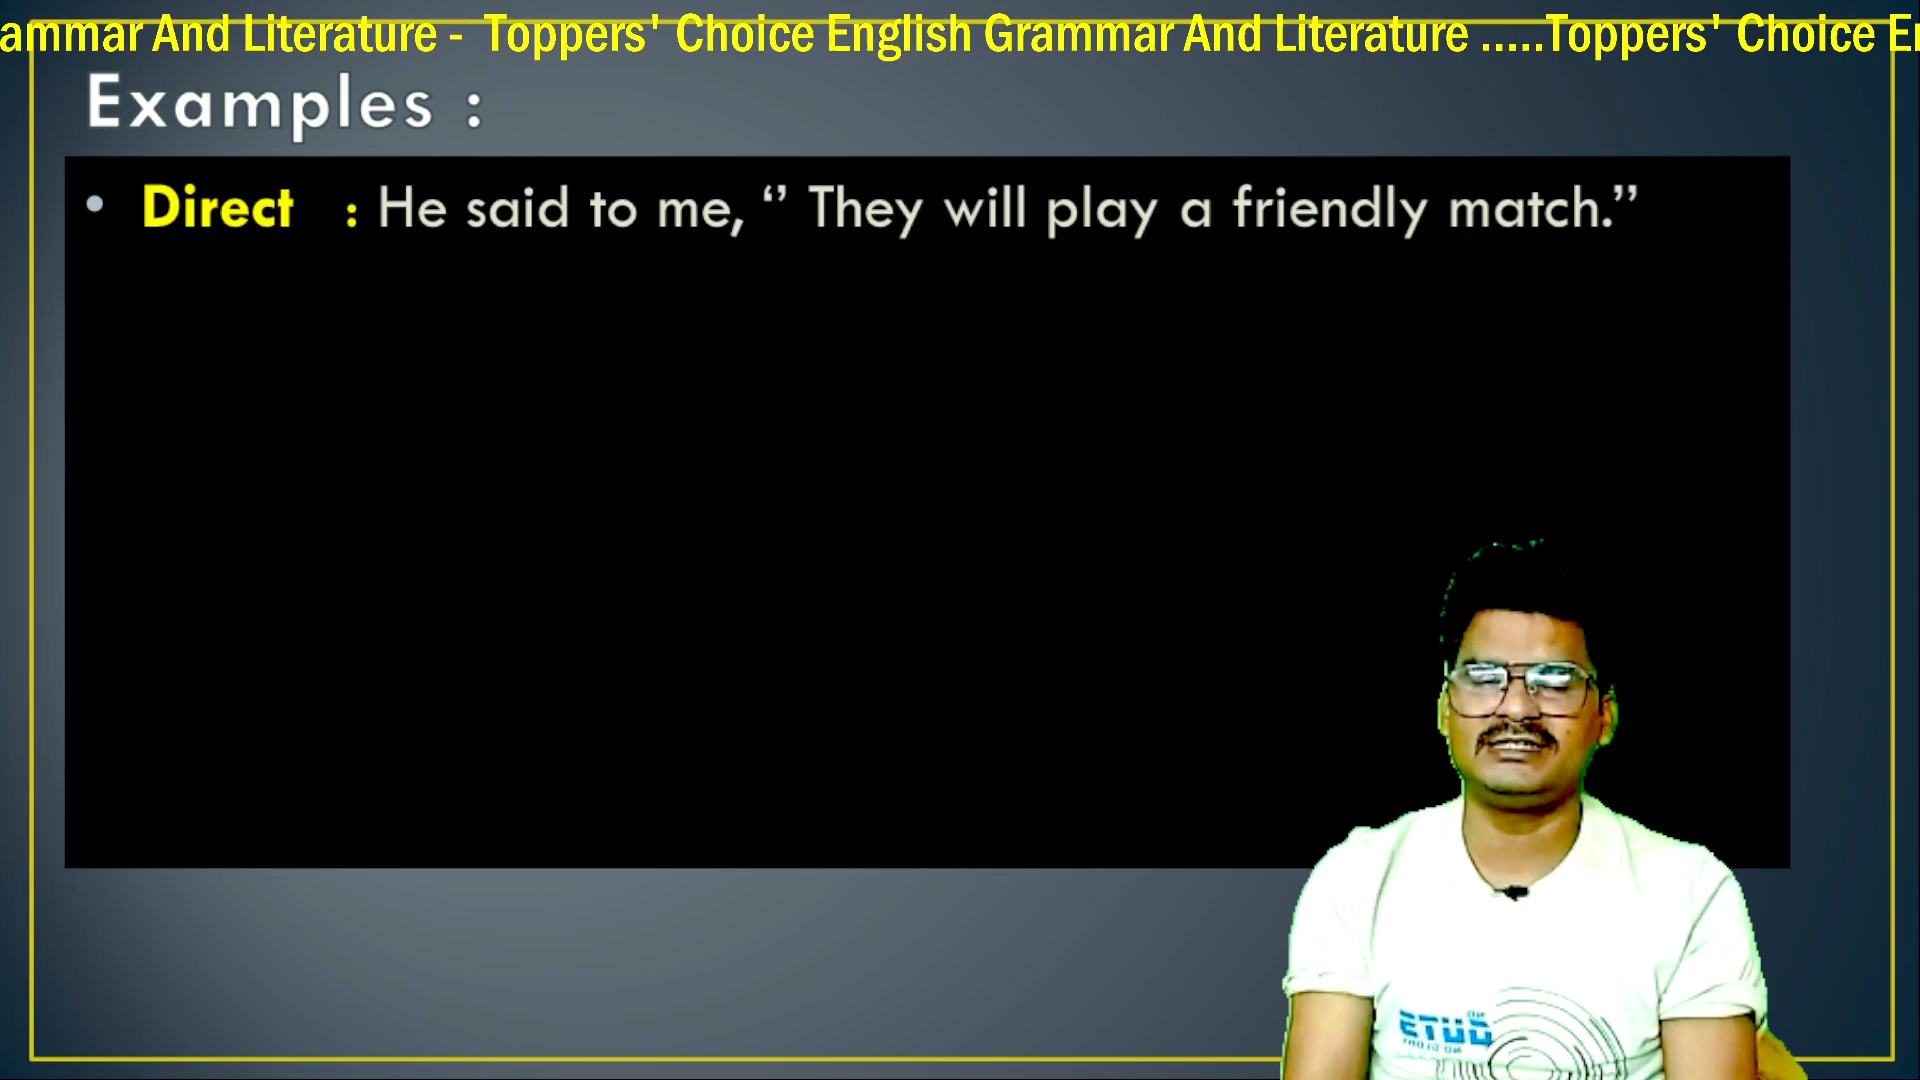 ammar And Literature - Toppers' Choice English Grammar And Literature .....Toppers' Choice E
Examples :
• Direct : He said to me, ‘’ They will play a friendly match.’’